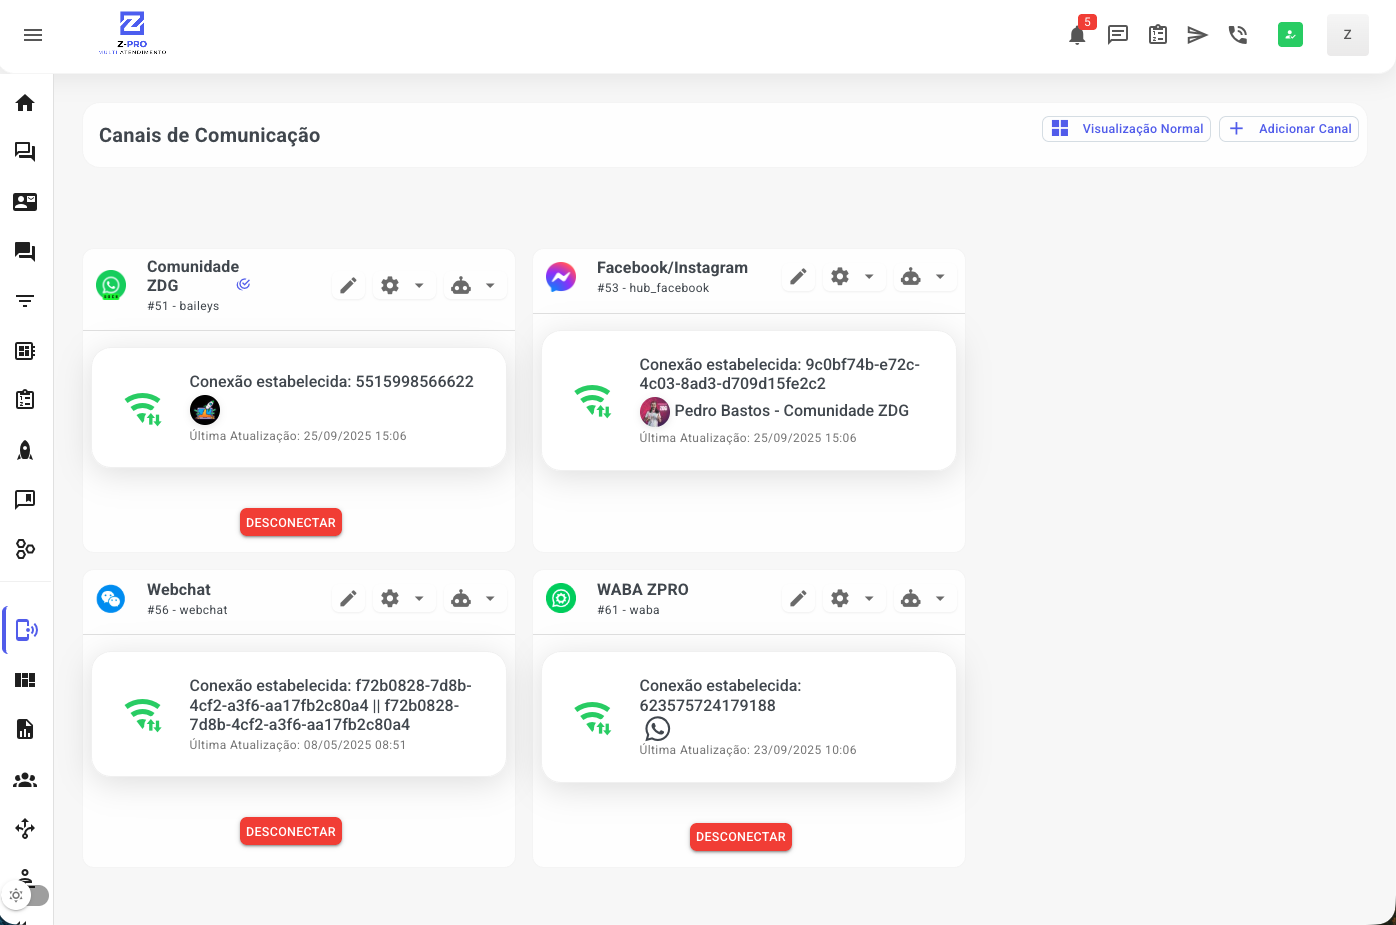 5
Z-PRO
MULTIATENDIMENTO
Z
Canais de Comunicação
Visualização Normal
Adicionar Canal
Comunidade
ZDG
#51 - baileys
Conexão estabelecida: 5515998566622
Última Atualização: 25/09/2025 15:06
DESCONECTAR
Facebook/Instagram
#53 - hub_facebook
Conexão estabelecida: 9c0bf74b-e72c-
4c03-8ad3-d709d15fe2c2
Pedro Bastos - Comunidade ZDG
Última Atualização: 25/09/2025 15:06
Webchat
#56 - webchat
Conexão estabelecida: f72b0828-7d8b-
4cf2-a3f6-aa17fb2c80a4 || f72b0828-
7d8b-4cf2-a3f6-aa17fb2c80a4
Última Atualização: 08/05/2025 08:51
DESCONECTAR
WABA ZPRO
#61 - waba
Conexão estabelecida:
623575724179188
Última Atualização: 23/09/2025 10:06
DESCONECTAR